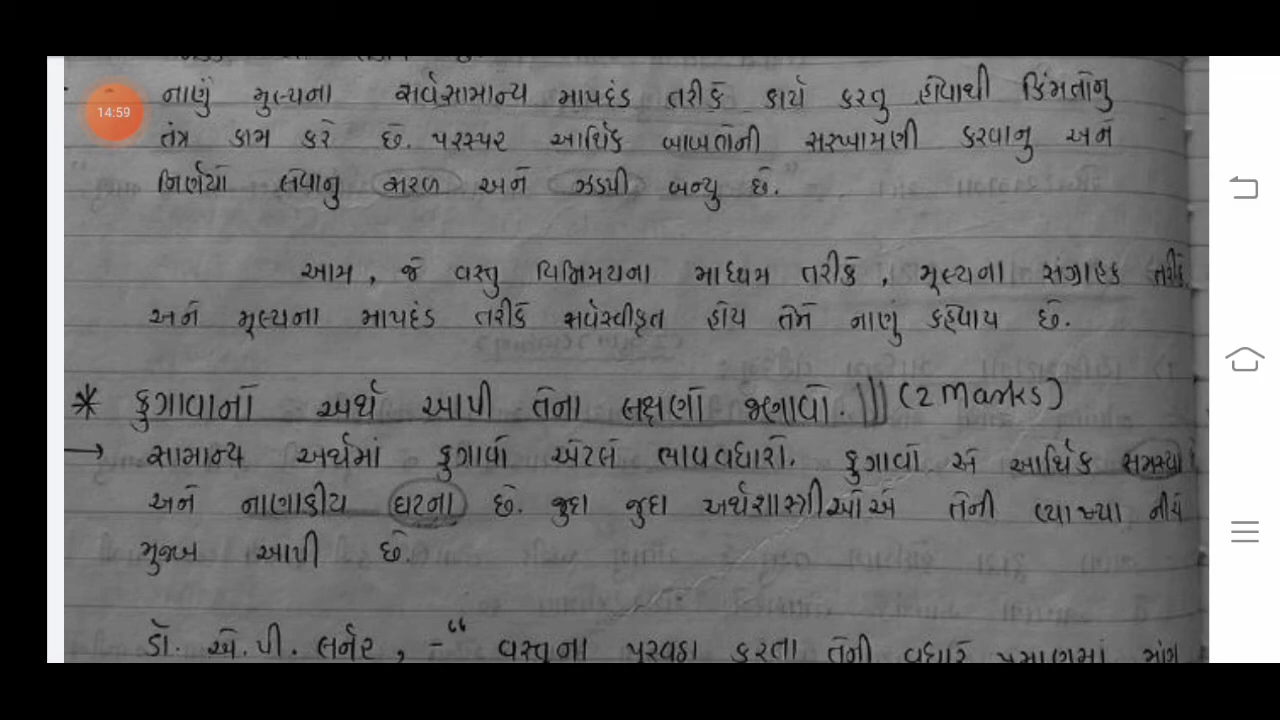 14:59
નાણું મુલ્યના સર્વસામાન્ય માપદંડ તરીકે કાર્ય કરતુ હોવાથી કિંમતોનુ
તંત્ર કામ કરે છે. પરસ્પર આર્થિક બાબતોની સરખામણી કરવાનુ અને
નિર્ણયો લેવાનુ સરળ અને ઝડપી બન્યુ છે.
આમ, જે વસ્તુ વિનિમયના માધ્યમ તરીકે, મૂલ્યના સંગ્રાહક તરીકે
અને મૂલ્યના માપદંડ તરીકે સર્વસ્વીકૃત હોય તેને નાણું કહેવાય છે.
* ફુગાવાનો અર્થ આપી તેના લક્ષણો જણાવો. ))) (2 Marks)
→ સામાન્ય અર્થમાં ફુગાવો એટલે ભાવવધારો. ફુગાવો એ આર્થિક સમસ્યા
અને નાણાકીય ઘટના છે. જુદા જુદા અર્થશાસ્ત્રીઓએ તેની વ્યાખ્યા નીચે
મુજબ આપી છે.
ડૉ. એ.પી. લર્નર, -“ વસ્તુના પુરવઠા કરતા તેની વધારે પ્રમાણમાં માંગ